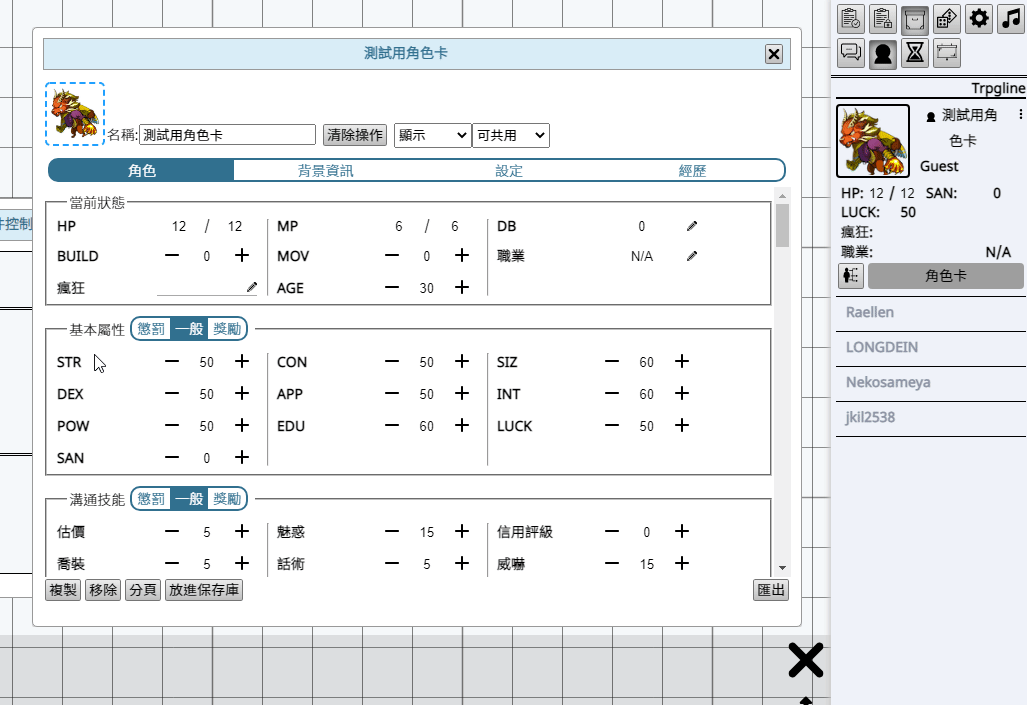 測試用角色卡
名稱:測試用角色卡 清除操作 顯示 可共用
角色 背景資訊 設定 經歷
當前狀態
HP 12 / 12 MP 6 / 6 DB 0
BUILD 0 MOV 0 職業 N/A
瘋狂 AGE 30
基本屬性 懲罰 一般 獎勵
STR 50 CON 50 SIZ 60
DEX 50 APP 50 INT 60
POW 50 EDU 60 LUCK 50
SAN 0
溝通技能 懲罰 一般 獎勵
估價 5 魅惑 15 信用評級 0
喬裝 5 話術 5 威嚇 15
複製 移除 分頁 放進保存庫 匯出
控制
Trpgline
測試用角
色卡
Guest
HP: 12 / 12 SAN: 0
LUCK: 50
瘋狂:
職業: N/A
角色卡
Raellen
LONGDEIN
Nekosameya
jkil2538